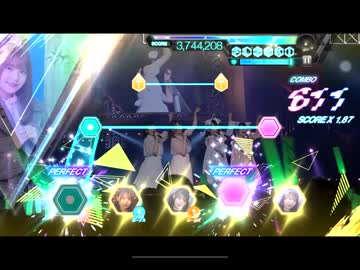 SCORE 3,744,208
COMBO
611
SCORE X 1,87
PERFECT
PERFECT